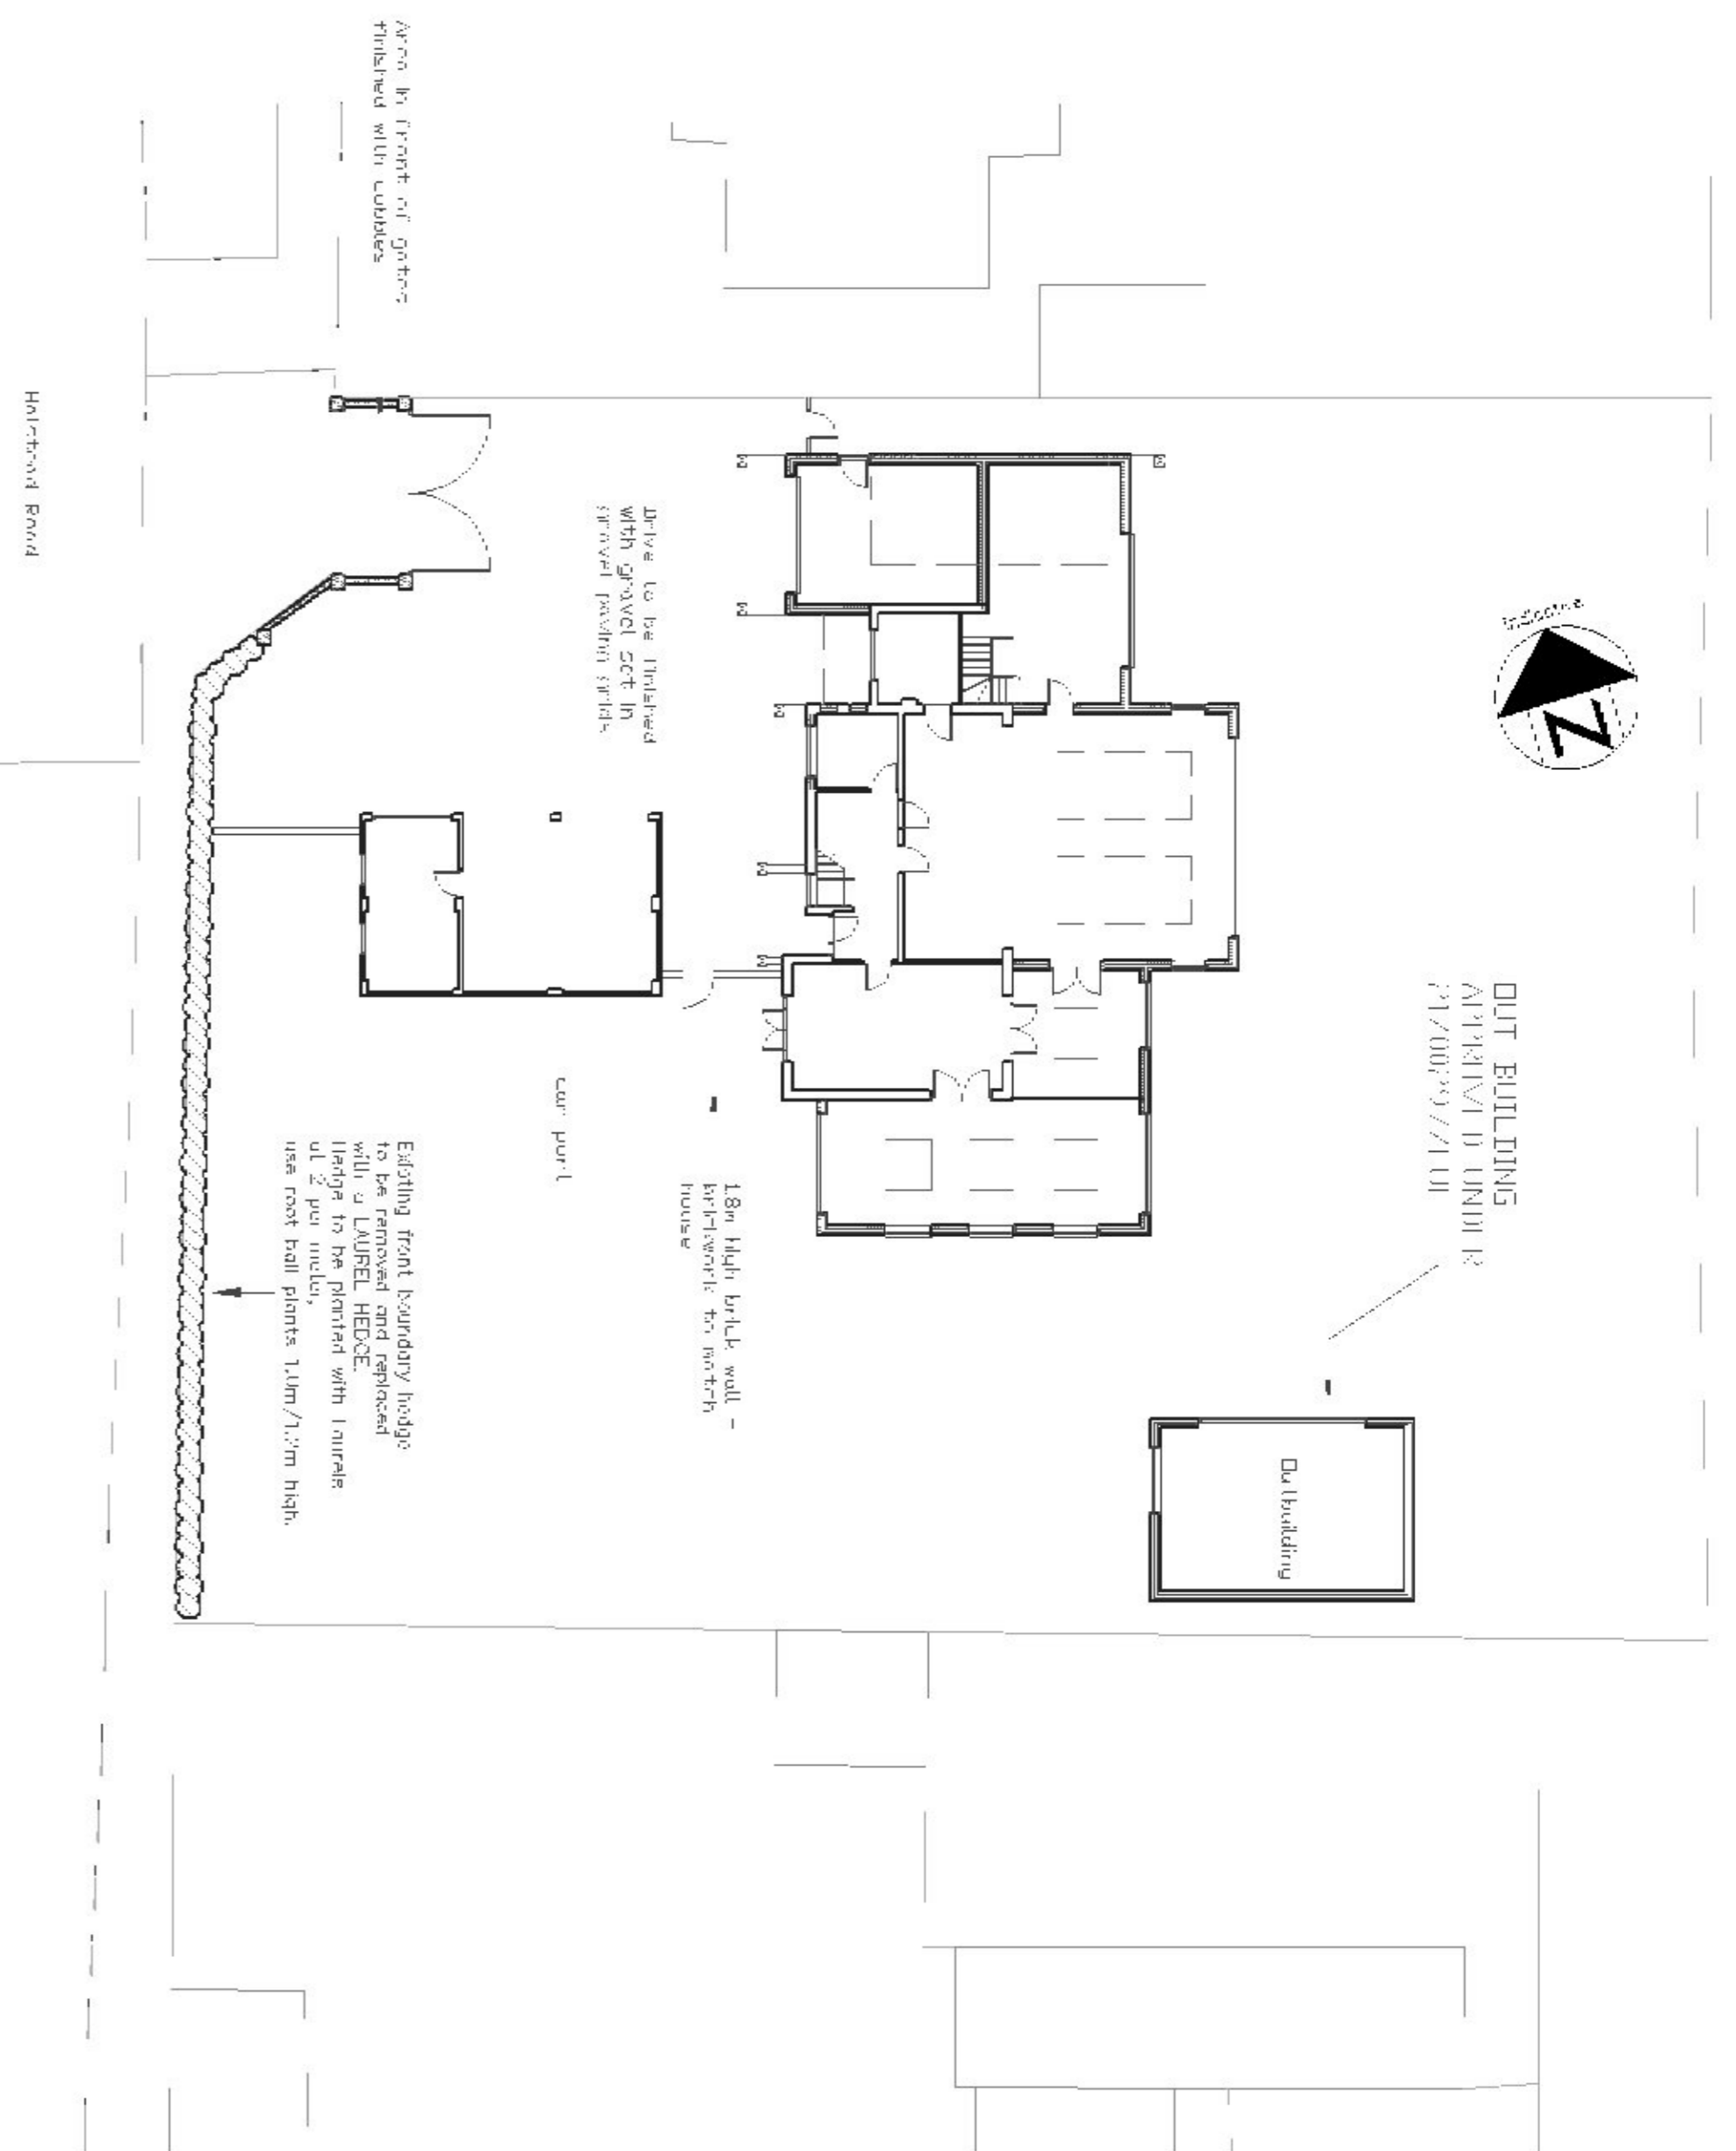 Area in front of gates
finished with cobbles
Halstead Road
Drive to be finished
with gravel set in
gravel paving grids
indicative
N
OUT BUILDING
APPROVED UNDER
car port
1.8m high brick wall -
brickwork to match
house
Existing front boundary hedge
to be removed and replaced
with a LAUREL HEDGE.
Hedge to be planted with Laurels
at 2 per meter,
use root ball plants 1.0m/1.2m high.
Outbuilding